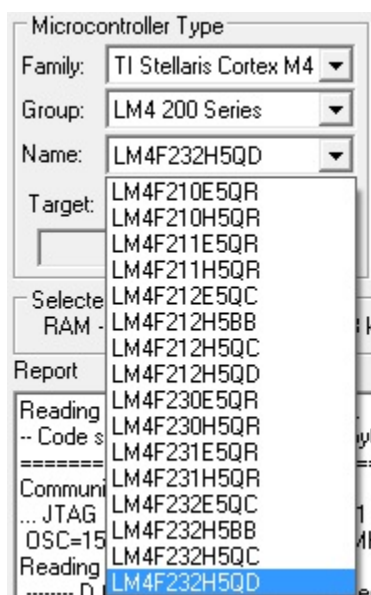 Microcontroller Type
Family: TI Stellaris Cortex M4
Group: LM4 200 Series
Name: LM4F232H5QD
LM4F210E5QR
Target: LM4F210H5QR
LM4F211E5QR
LM4F211H5QR
LM4F212E5QC
RAM - LM4F212H5BB
LM4F212H5QC
Report LM4F212H5QD
LM4F230E5QR
Reading LM4F230H5QR
-- Code LM4F231E5QR
LM4F231H5QR
LM4F232E5QC
... JTAG LM4F232H5BB
OSC=15 LM4F232H5QC
Reading LM4F232H5QD